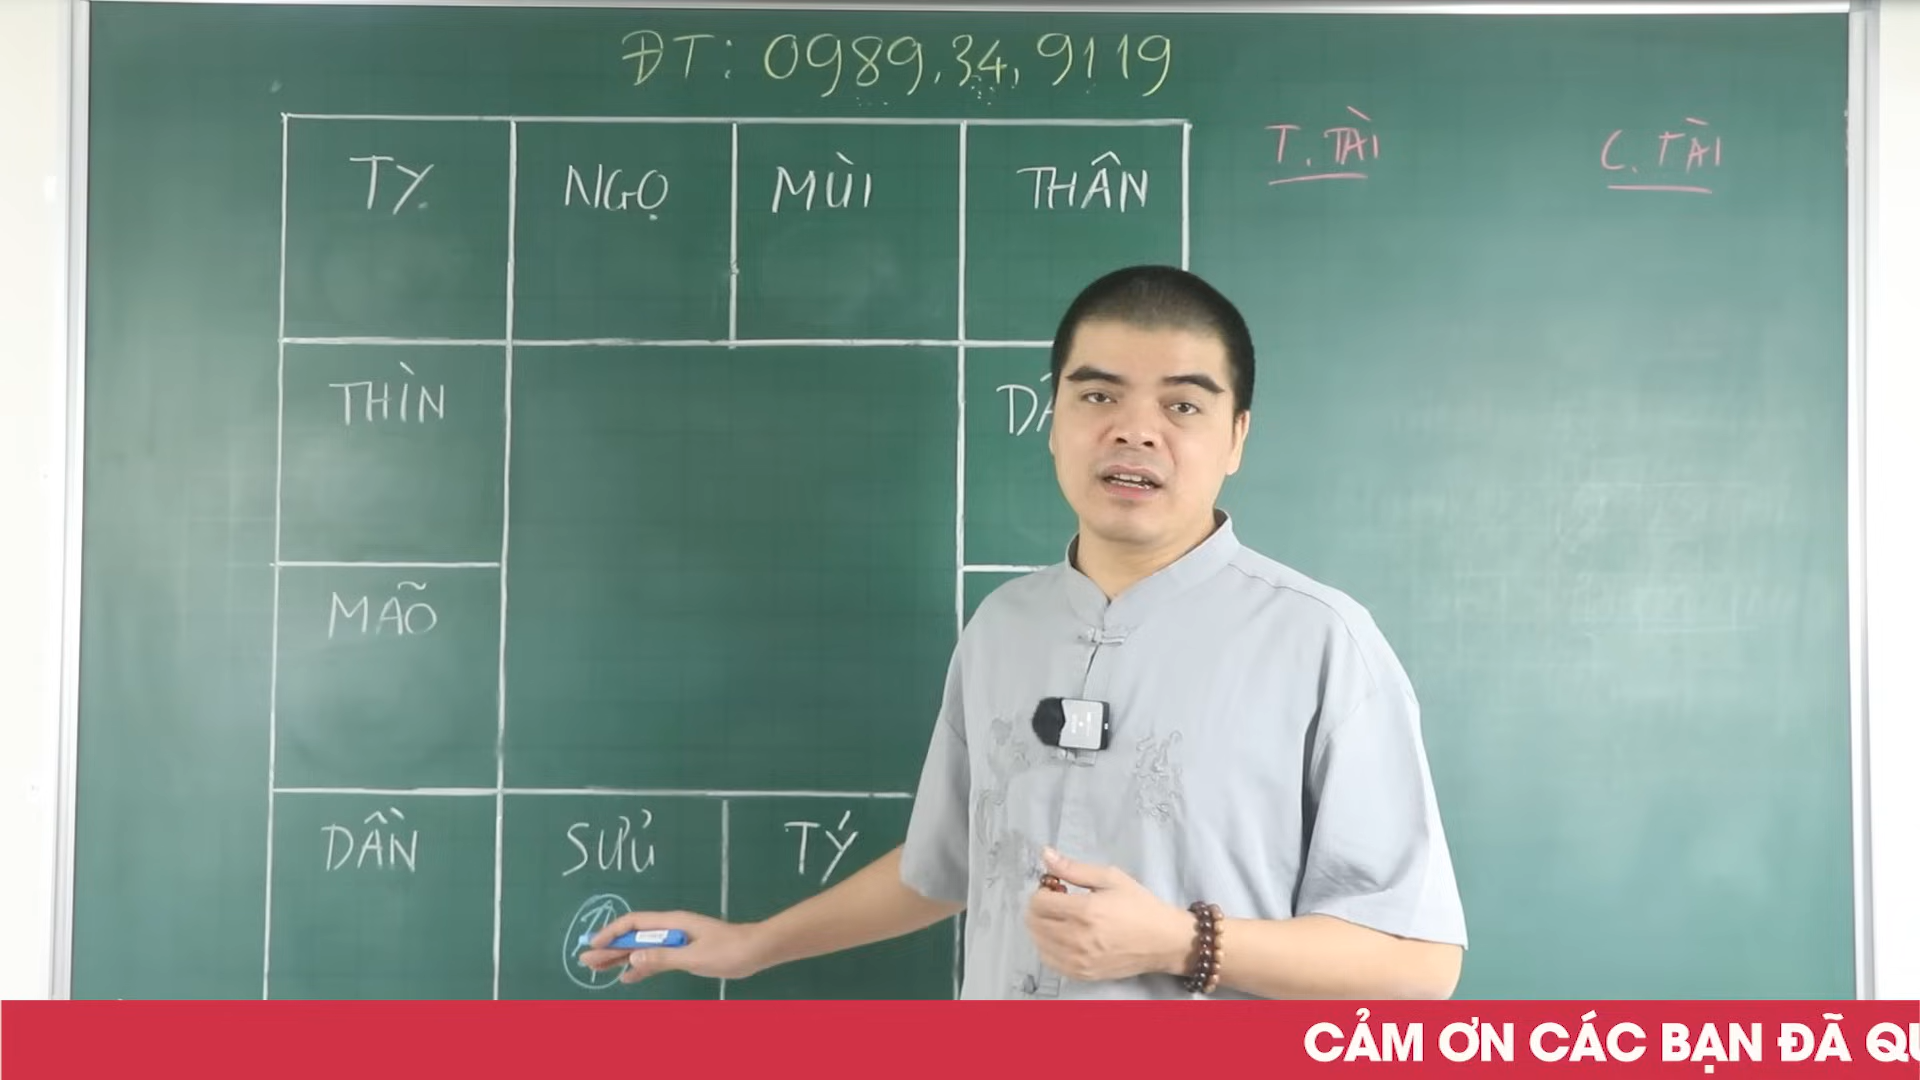 ĐT: 0989.34.9119
T. TÀI
C. TÀI
TỴ
NGỌ
MÙI
THÂN
THÌN
MÃO
DẦN
SỬU
TÝ
CẢM ƠN CÁC BẠN ĐÃ